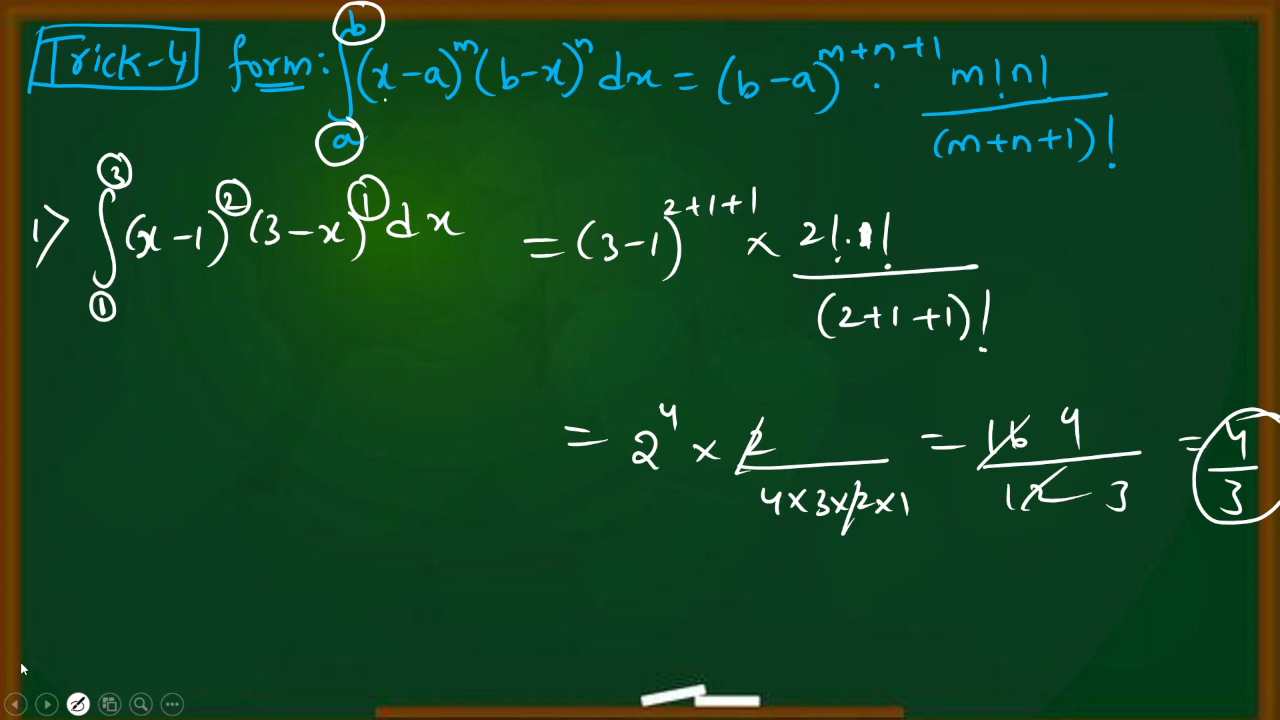 Trick-4 form: ∫ₐᵇ (x-a)ᵐ (b-x)ⁿ dx = (b-a)ᵐ⁺ⁿ⁺¹ · m!n! / (m+n+1)!
1> ∫₁³ (x-1)² (3-x)¹ dx = (3-1)²⁺¹⁺¹ × 2!·1! / (2+1+1)!
= 2⁴ × 2 / 4×3×2×1 = 16 4 / 12 3 = 4 / 3